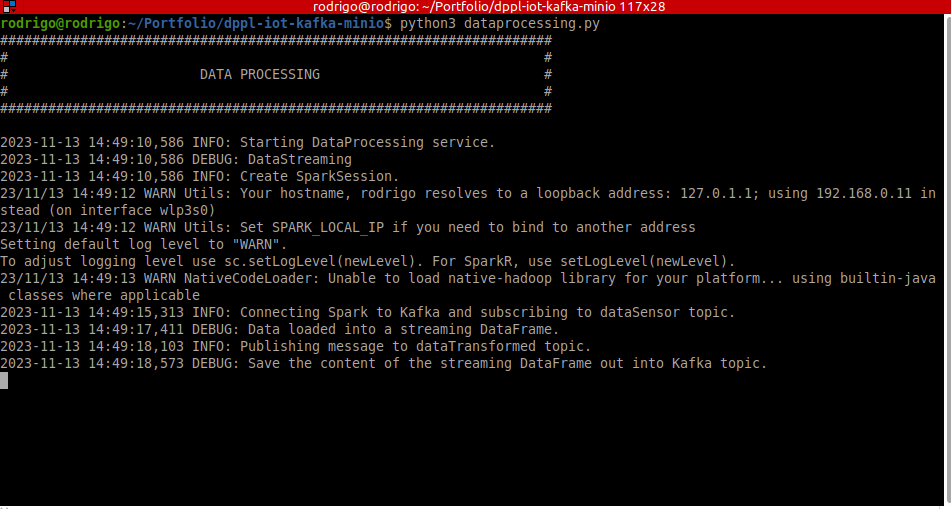 rodrigo@rodrigo: ~/Portfolio/dppl-iot-kafka-minio 117x28
rodrigo@rodrigo:~/Portfolio/dppl-iot-kafka-minio$ python3 dataprocessing.py
#####################################################################
#                                                                   #
#                        DATA PROCESSING                            #
#                                                                   #
#####################################################################
2023-11-13 14:49:10,586 INFO: Starting DataProcessing service.
2023-11-13 14:49:10,586 DEBUG: DataStreaming
2023-11-13 14:49:10,586 INFO: Create SparkSession.
23/11/13 14:49:12 WARN Utils: Your hostname, rodrigo resolves to a loopback address: 127.0.1.1; using 192.168.0.11 in
stead (on interface wlp3s0)
23/11/13 14:49:12 WARN Utils: Set SPARK_LOCAL_IP if you need to bind to another address
Setting default log level to "WARN".
To adjust logging level use sc.setLogLevel(newLevel). For SparkR, use setLogLevel(newLevel).
23/11/13 14:49:13 WARN NativeCodeLoader: Unable to load native-hadoop library for your platform... using builtin-java
 classes where applicable
2023-11-13 14:49:15,313 INFO: Connecting Spark to Kafka and subscribing to dataSensor topic.
2023-11-13 14:49:17,411 DEBUG: Data loaded into a streaming DataFrame.
2023-11-13 14:49:18,103 INFO: Publishing message to dataTransformed topic.
2023-11-13 14:49:18,573 DEBUG: Save the content of the streaming DataFrame out into Kafka topic.